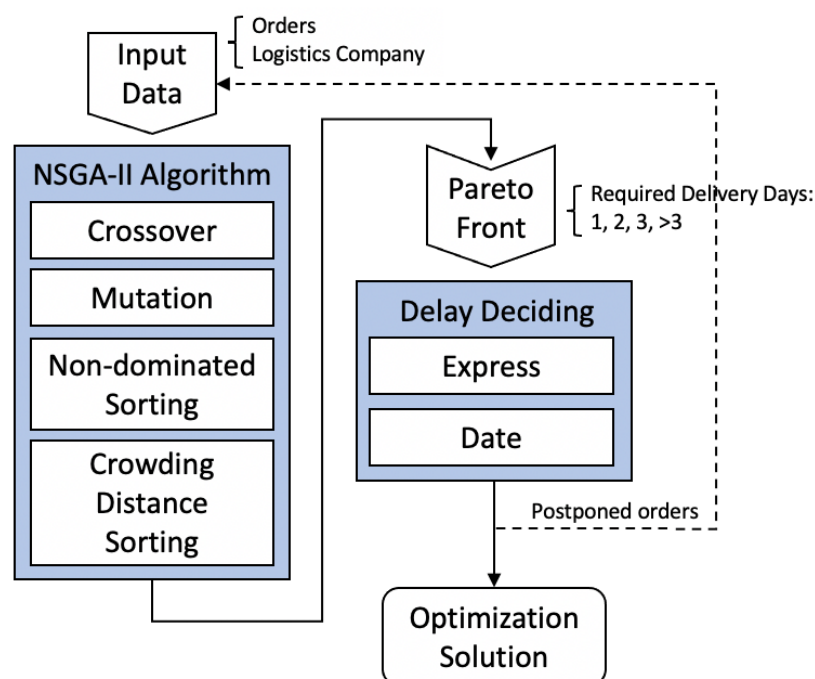 Input
Data
Orders
Logistics Company
NSGA-II Algorithm
Crossover
Mutation
Non-dominated
Sorting
Crowding
Distance
Sorting
Pareto
Front
Required Delivery Days:
1, 2, 3, >3
Delay Deciding
Express
Date
Postponed orders
Optimization
Solution